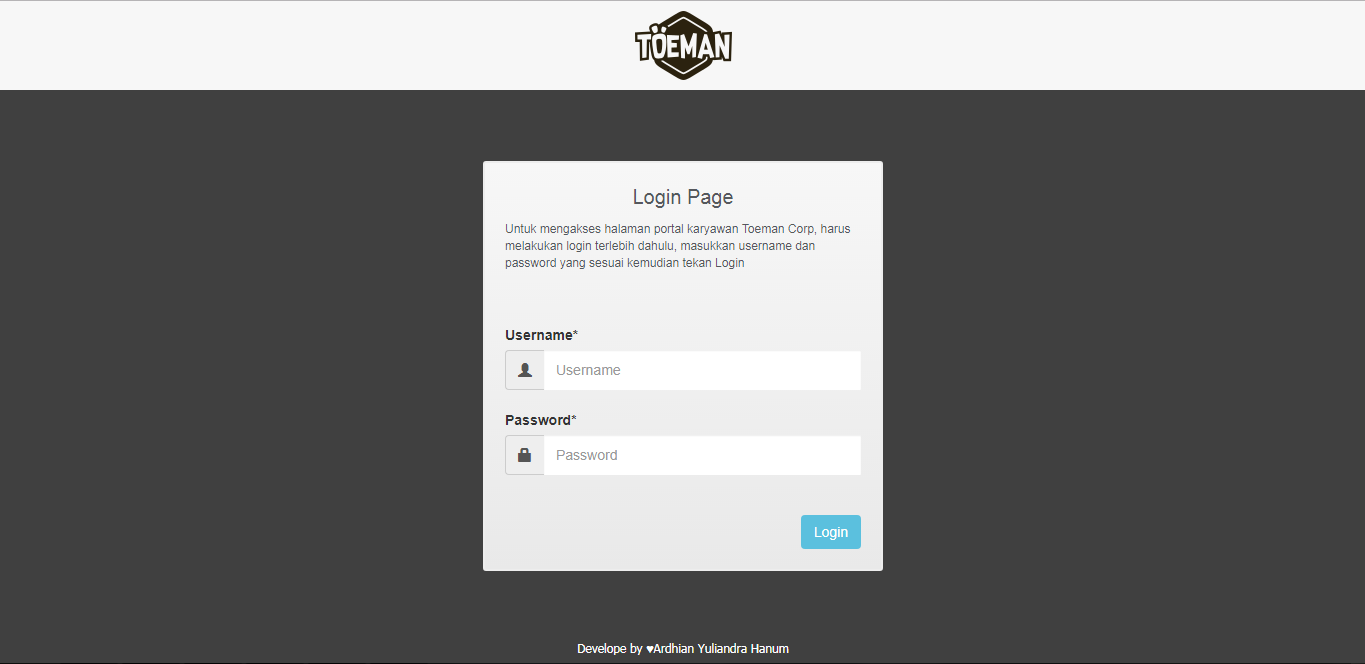 TÖEMAN
Login Page
Untuk mengakses halaman portal karyawan Toeman Corp, harus
melakukan login terlebih dahulu, masukkan username dan
password yang sesuai kemudian tekan Login
Username*
Username
Password*
Password
Login
Develope by ♥Ardhian Yuliandra Hanum